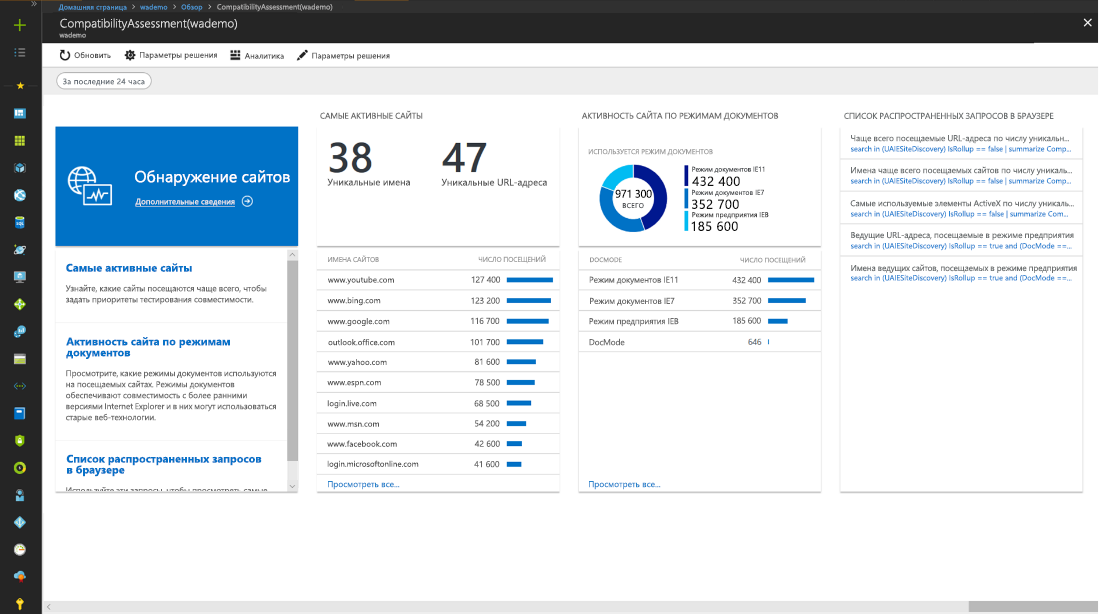 Домашняя страница > wademo > Обзор > CompatibilityAssessment(wademo)
CompatibilityAssessment(wademo)
wademo
Обновить Параметры решения Аналитика Параметры решения
За последние 24 часа
Обнаружение сайтов
Дополнительные сведения
Самые активные сайты
Узнайте, какие сайты посещаются чаще всего, чтобы
задать приоритеты тестирования совместимости.
Активность сайта по режимам
документов
Просмотрите, какие режимы документов используются
на посещаемых сайтах. Режимы документов
обеспечивают совместимость с более ранними
версиями Internet Explorer и в них могут использоваться
старые веб-технологии.
Список распространенных запросов
в браузере
Используйте эти запросы, чтобы просмотреть самые
САМЫЕ АКТИВНЫЕ САЙТЫ
38 47
Уникальные имена Уникальные URL-адреса
ИМЕНА САЙТОВ ЧИСЛО ПОСЕЩЕНИЙ
www.youtube.com 127 400
www.bing.com 123 200
www.google.com 116 700
outlook.office.com 101 700
www.yahoo.com 81 600
www.espn.com 78 500
login.live.com 68 500
www.msn.com 54 200
www.facebook.com 42 600
login.microsoftonline.com 41 600
Просмотреть все...
АКТИВНОСТЬ САЙТА ПО РЕЖИМАМ ДОКУМЕНТОВ
ИСПОЛЬЗУЕТСЯ РЕЖИМ ДОКУМЕНТОВ
971 300
ВСЕГО
Режим документов IE11
432 400
Режим документов IE7
352 700
Режим предприятия IEВ
185 600
DOCMODE ЧИСЛО ПОСЕЩЕНИЙ
Режим документов IE11 432 400
Режим документов IE7 352 700
Режим предприятия IEВ 185 600
DocMode 646
Просмотреть все...
СПИСОК РАСПРОСТРАНЕННЫХ ЗАПРОСОВ В БРАУЗЕРЕ
Чаще всего посещаемые URL-адреса по числу уникальн...
search in (UAIESiteDiscovery) IsRollup == false | summarize Comp...
Имена чаще всего посещаемых сайтов по числу уникаль...
search in (UAIESiteDiscovery) IsRollup == false | summarize Comp...
Самые используемые элементы ActiveX по числу уникаль...
search in (UAIESiteDiscovery) IsRollup == false | summarize Com...
Ведущие URL-адреса, посещаемые в режиме предприятия
search in (UAIESiteDiscovery) IsRollup == true and (DocMode ==...
Имена ведущих сайтов, посещаемых в режиме предприятия
search in (UAIESiteDiscovery) IsRollup == true and (DocMode ==...